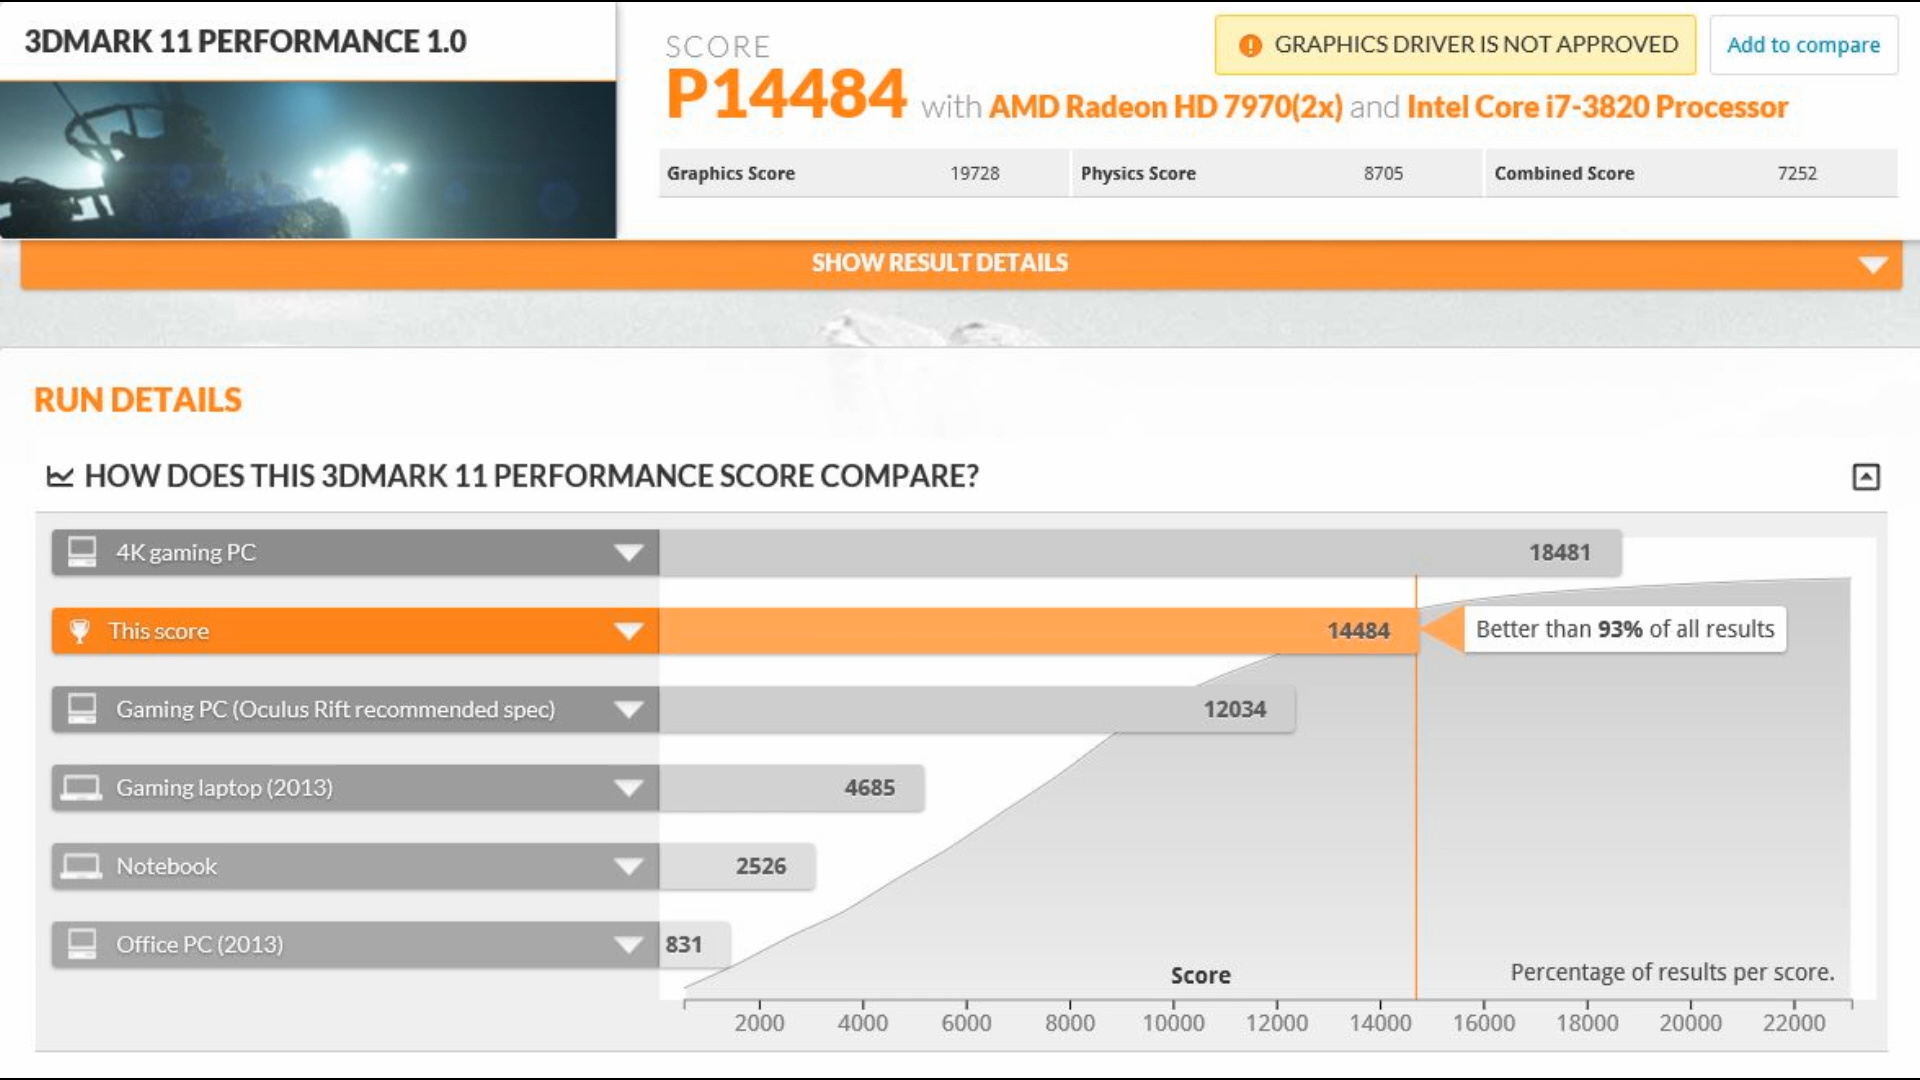 3DMARK 11 PERFORMANCE 1.0
SCORE
GRAPHICS DRIVER IS NOT APPROVED
Add to compare
P14484 with AMD Radeon HD 7970(2x) and Intel Core i7-3820 Processor
Graphics Score 19728 Physics Score 8705 Combined Score 7252
SHOW RESULT DETAILS
RUN DETAILS
HOW DOES THIS 3DMARK 11 PERFORMANCE SCORE COMPARE?
4K gaming PC 18481
This score 14484 Better than 93% of all results
Gaming PC (Oculus Rift recommended spec) 12034
Gaming laptop (2013) 4685
Notebook 2526
Office PC (2013) 831
Score Percentage of results per score.
2000 4000 6000 8000 10000 12000 14000 16000 18000 20000 22000